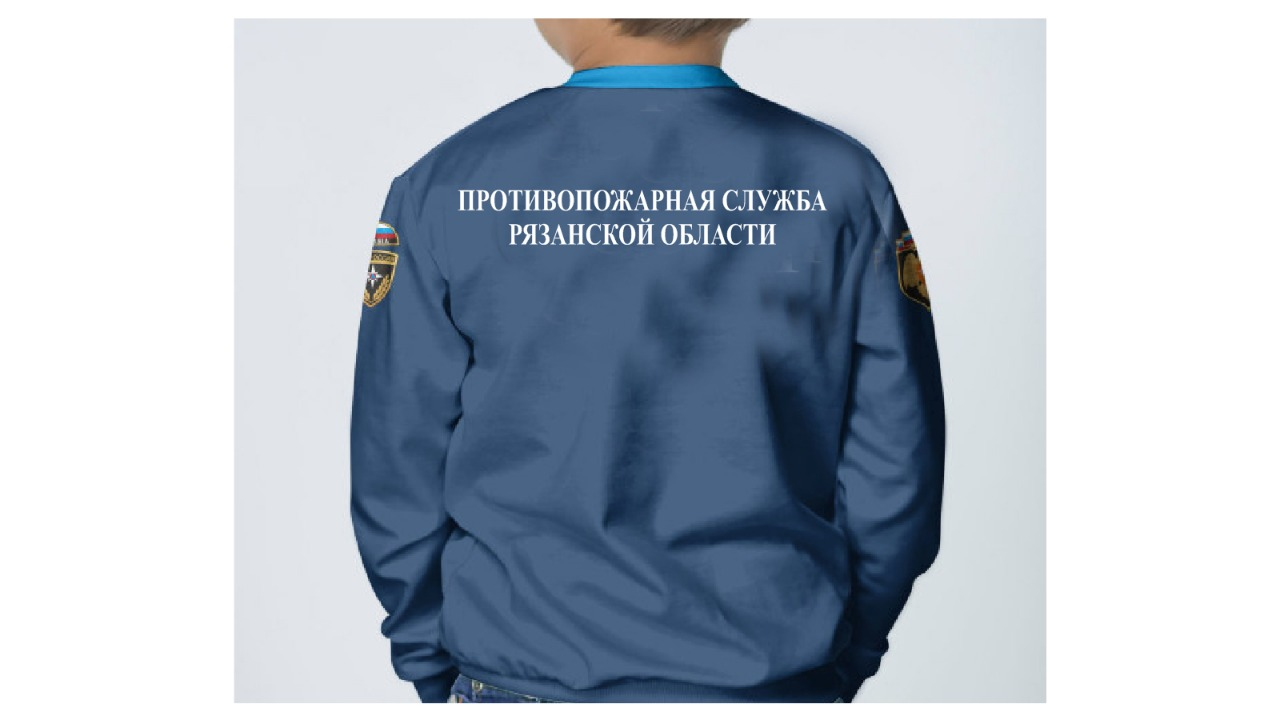 ПРОТИВОПОЖАРНАЯ СЛУЖБА
РЯЗАНСКОЙ ОБЛАСТИ